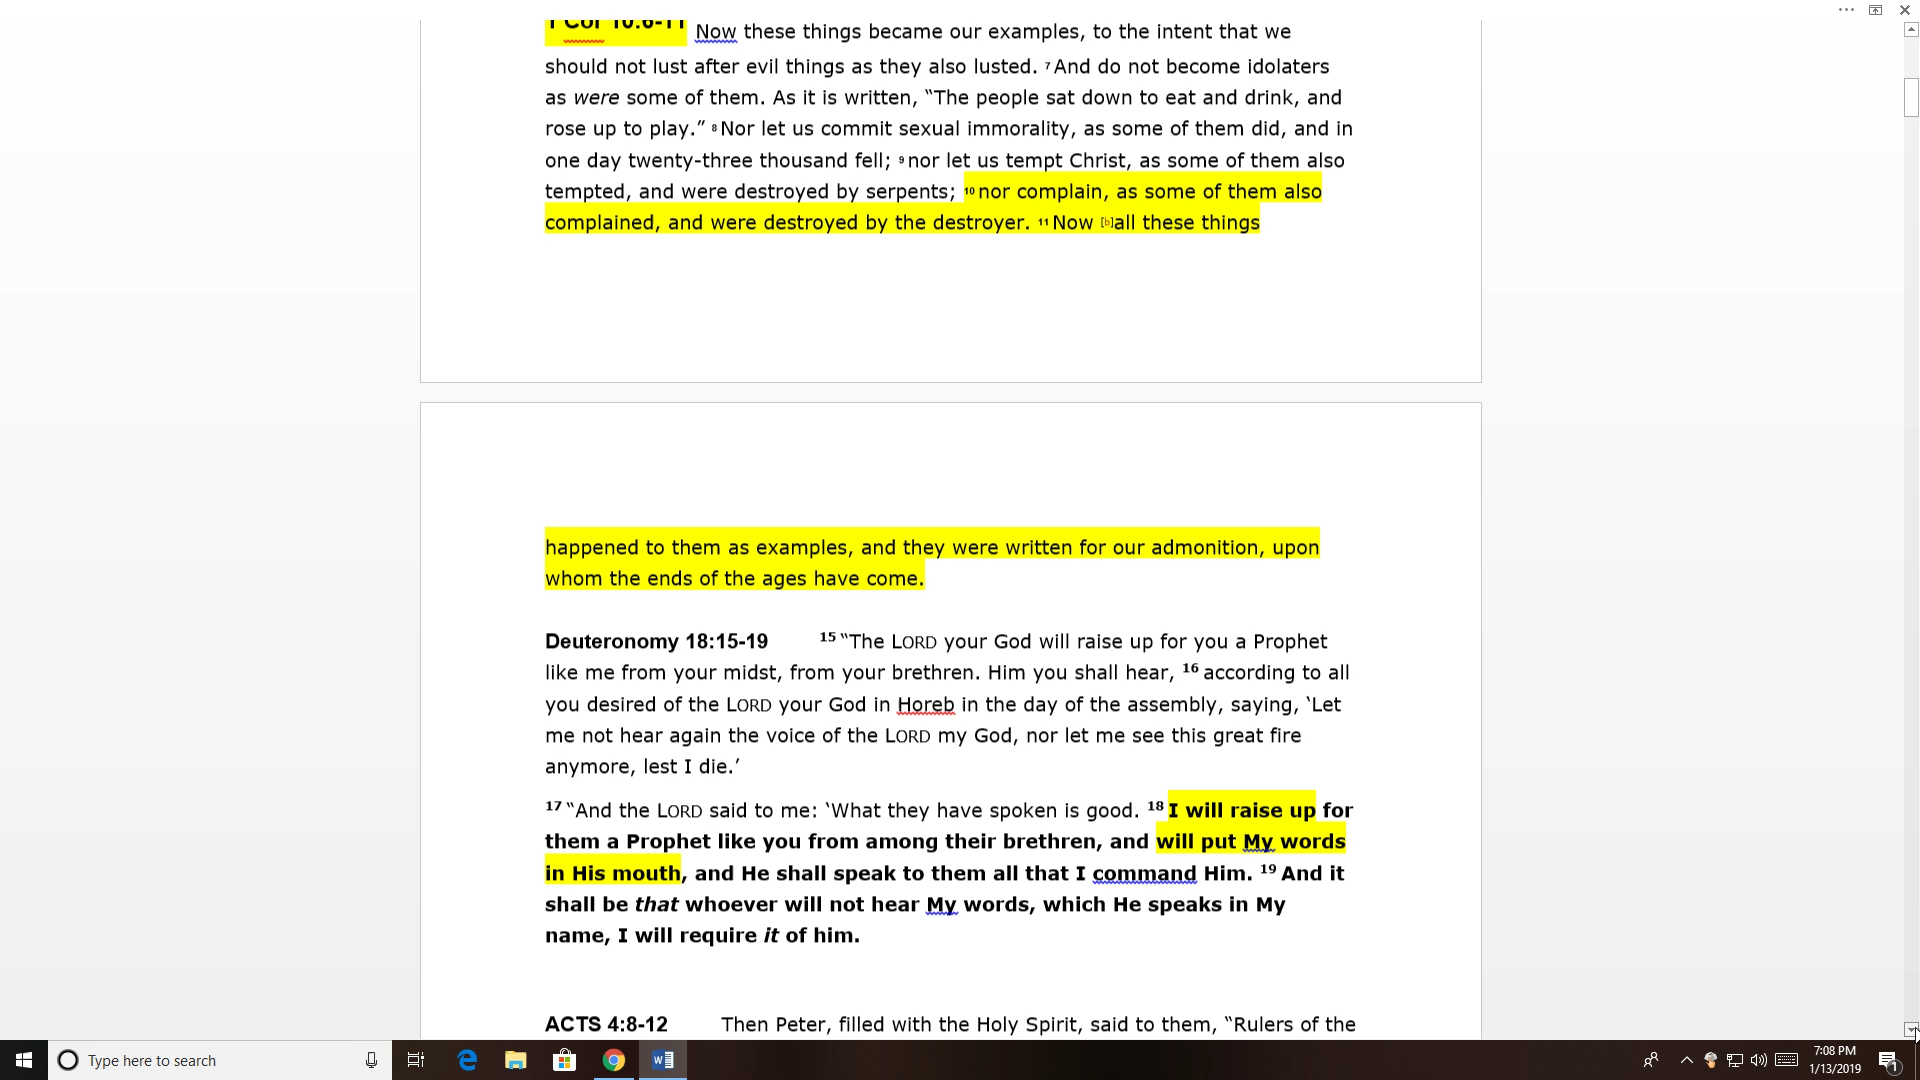 1 Cor 10:6-11 Now these things became our examples, to the intent that we
should not lust after evil things as they also lusted. 7 And do not become idolaters
as were some of them. As it is written, “The people sat down to eat and drink, and
rose up to play.” 8 Nor let us commit sexual immorality, as some of them did, and in
one day twenty-three thousand fell; 9 nor let us tempt Christ, as some of them also
tempted, and were destroyed by serpents; 10 nor complain, as some of them also
complained, and were destroyed by the destroyer. 11 Now [b]all these things
happened to them as examples, and they were written for our admonition, upon
whom the ends of the ages have come.
Deuteronomy 18:15-19 15 “The LORD your God will raise up for you a Prophet
like me from your midst, from your brethren. Him you shall hear, 16 according to all
you desired of the LORD your God in Horeb in the day of the assembly, saying, ‘Let
me not hear again the voice of the LORD my God, nor let me see this great fire
anymore, lest I die.’
17 “And the LORD said to me: ‘What they have spoken is good. 18 I will raise up for
them a Prophet like you from among their brethren, and will put My words
in His mouth, and He shall speak to them all that I command Him. 19 And it
shall be that whoever will not hear My words, which He speaks in My
name, I will require it of him.
ACTS 4:8-12 Then Peter, filled with the Holy Spirit, said to them, “Rulers of the
Type here to search
7:08 PM
1/13/2019
1